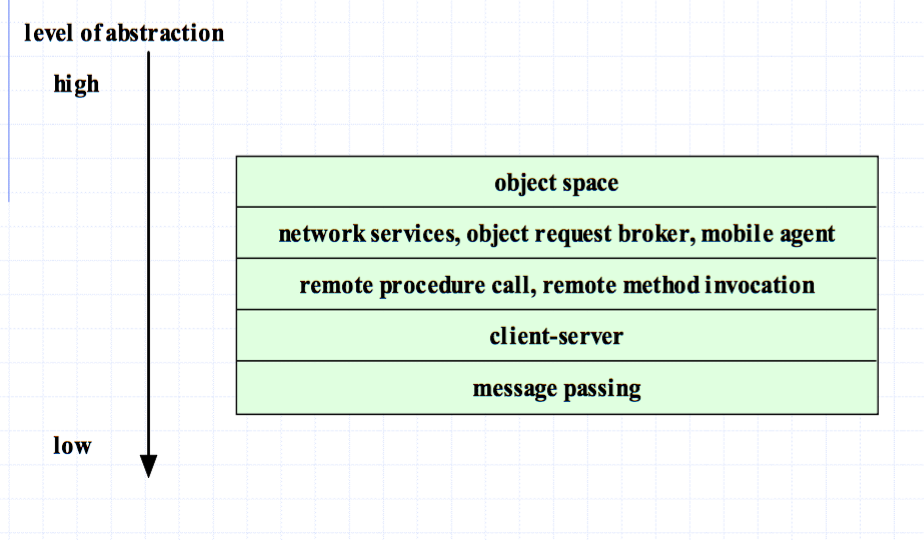 level of abstraction
high
object space
network services, object request broker, mobile agent
remote procedure call, remote method invocation
client-server
message passing
low